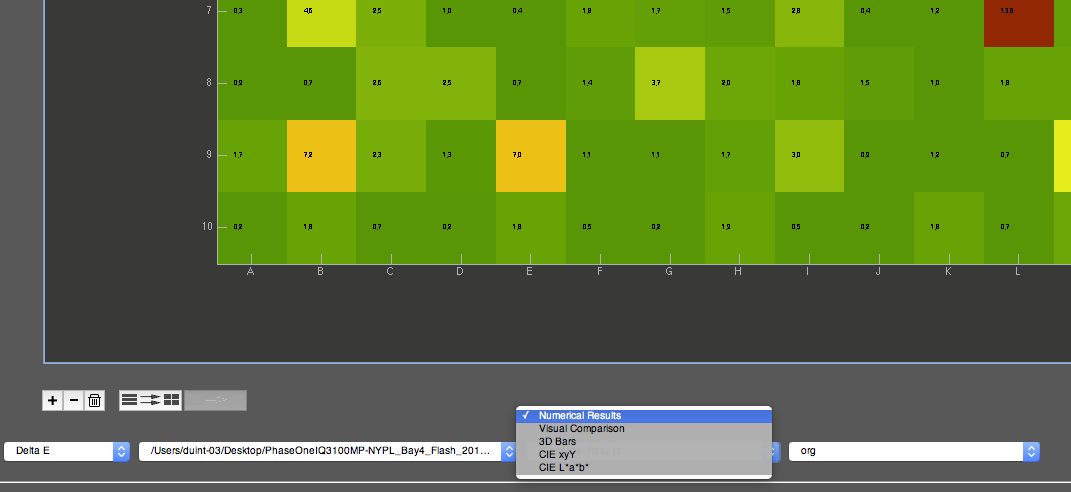 7 0,3 4,6 2,5 1,0 0,4 1,8 1,7 1,5 2,8 0,4 1,2 13,8
8 0,9 0,7 2,6 2,5 0,7 1,4 3,7 2,0 1,8 1,5 1,0 1,8
9 1,7 7,2 2,3 1,3 7,0 1,1 1,1 1,7 3,0 0,9 1,2 0,7
10 0,2 1,8 0,7 0,2 1,8 0,5 0,2 1,9 0,5 0,2 1,8 0,7
A B C D E F G H I J K L
✓ Numerical Results
Visual Comparison
3D Bars
CIE xyY
CIE L*a*b*
Delta E /Users/duint-03/Desktop/PhaseOneIQ3100MP-NYPL_Bay4_Flash_201... org